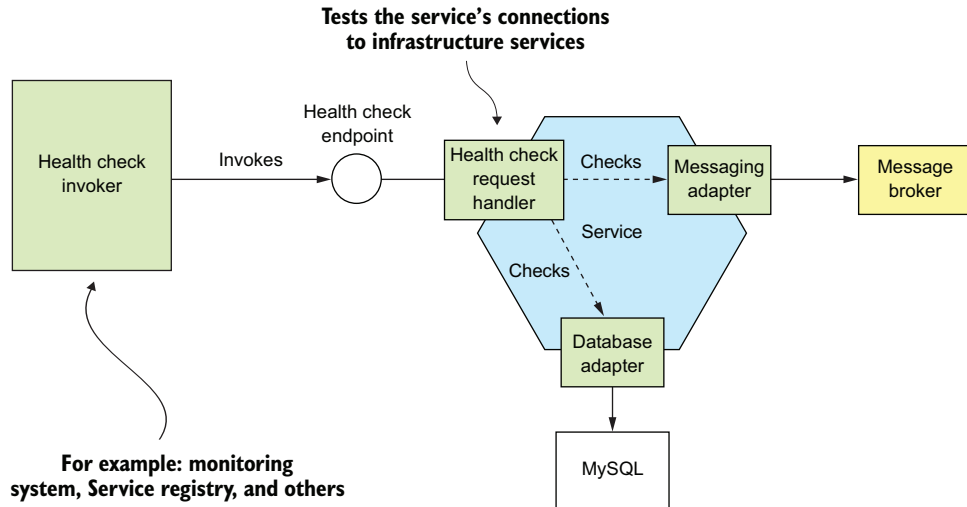 Tests the service’s connections
to infrastructure services
Health check
endpoint
Health check
invoker
Invokes
Health check
request
handler
Checks
Messaging
adapter
Message
broker
Service
Checks
Database
adapter
MySQL
For example: monitoring
system, Service registry, and others